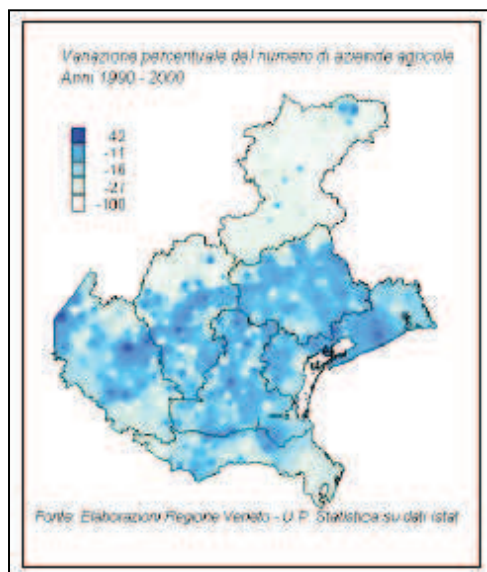 Variazione percentuale del numero di aziende agricole.
Anni 1990 - 2000
42
-11
-16
-27
-100
Fonte: Elaborazioni Regione Veneto - U.P. Statistica su dati Istat